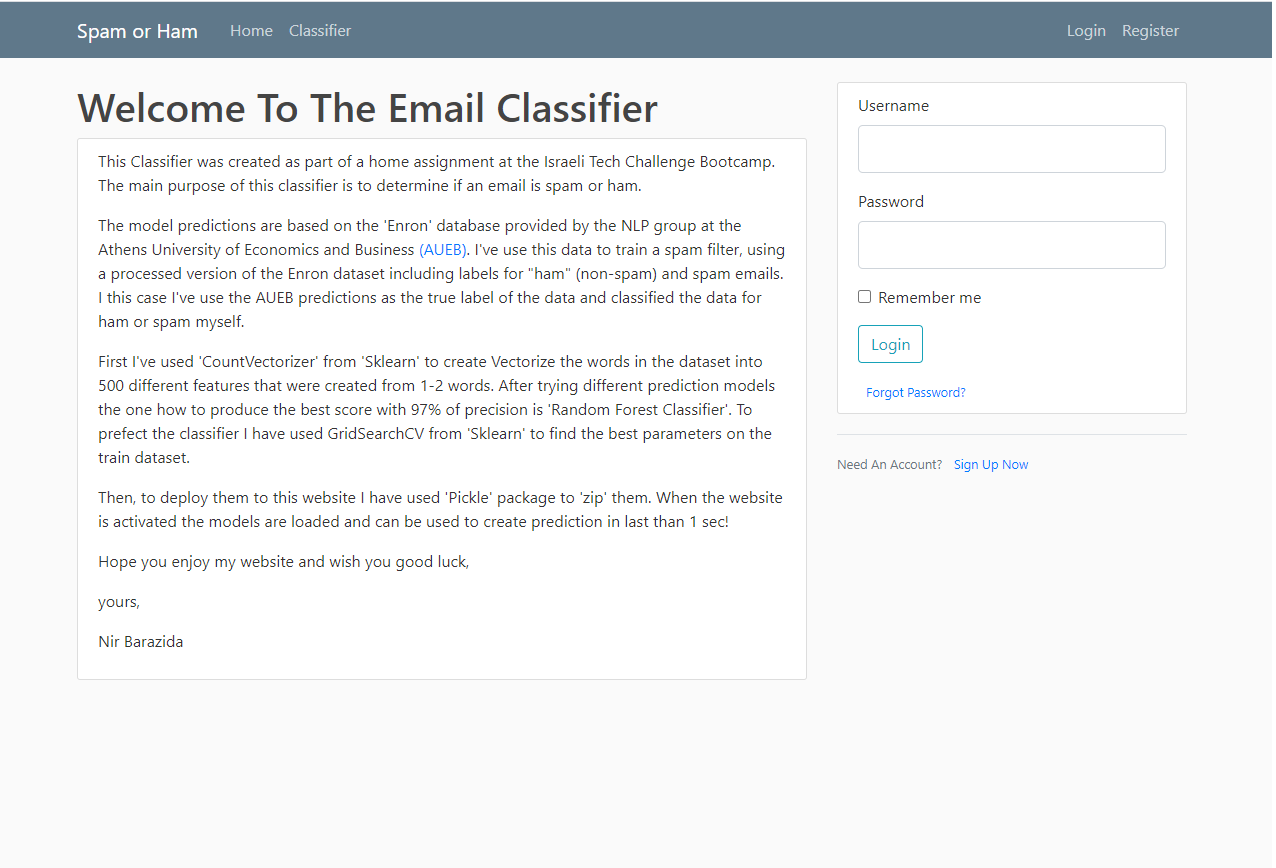 Spam or Ham Home Classifier Login Register
Welcome To The Email Classifier
This Classifier was created as part of a home assignment at the Israeli Tech Challenge Bootcamp.
The main purpose of this classifier is to determine if an email is spam or ham.
The model predictions are based on the 'Enron' database provided by the NLP group at the
Athens University of Economics and Business (AUEB). I've use this data to train a spam filter, using
a processed version of the Enron dataset including labels for "ham" (non-spam) and spam emails.
I this case I've use the AUEB predictions as the true label of the data and classified the data for
ham or spam myself.
First I've used 'CountVectorizer' from 'Sklearn' to create Vectorize the words in the dataset into
500 different features that were created from 1-2 words. After trying different prediction models
the one how to produce the best score with 97% of precision is 'Random Forest Classifier'. To
prefect the classifier I have used GridSearchCV from 'Sklearn' to find the best parameters on the
train dataset.
Then, to deploy them to this website I have used 'Pickle' package to 'zip' them. When the website
is activated the models are loaded and can be used to create prediction in last than 1 sec!
Hope you enjoy my website and wish you good luck,
yours,
Nir Barazida
Username
Password
Remember me
Login
Forgot Password?
Need An Account? Sign Up Now